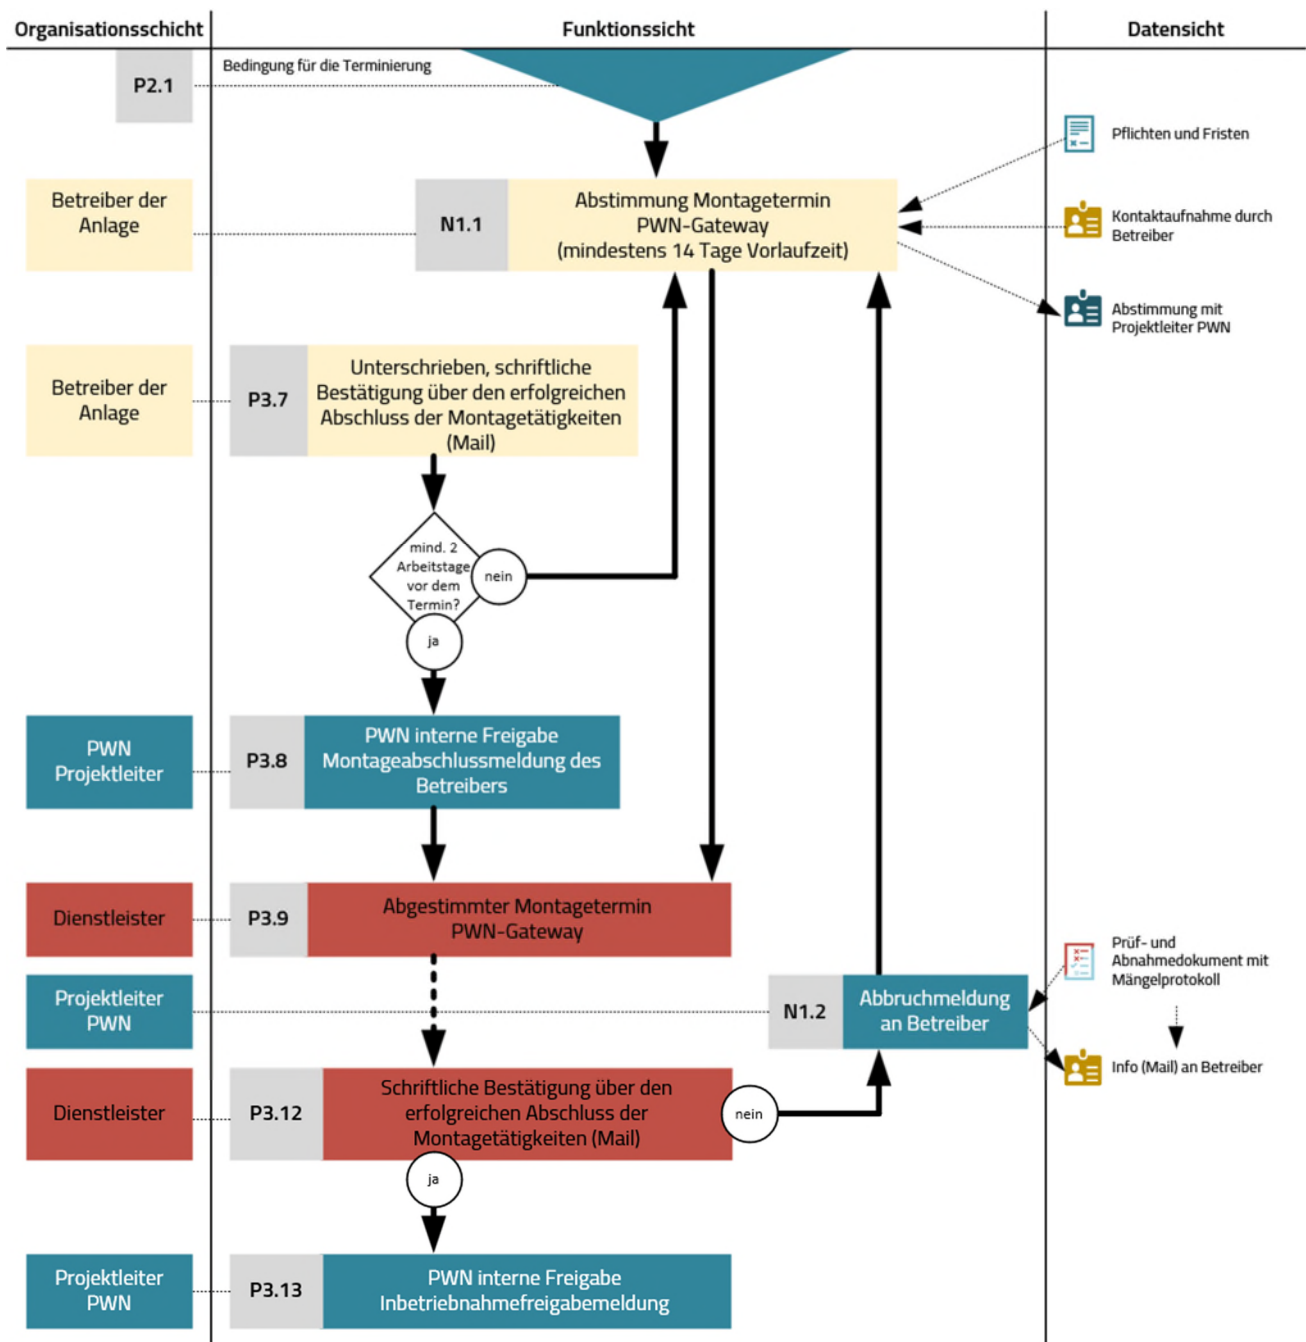 Organisationsschicht
Funktionssicht
Datensicht
P2.1
Bedingung für die Terminierung
Pflichten und Fristen
Betreiber der
Anlage
N1.1
Abstimmung Montagetermin
PWN-Gateway
(mindestens 14 Tage Vorlaufzeit)
Kontaktaufnahme durch
Betreiber
Abstimmung mit
Projektleiter PWN
Betreiber der
Anlage
P3.7
Unterschrieben, schriftliche
Bestätigung über den erfolgreichen
Abschluss der Montagetätigkeiten
(Mail)
mind. 2
Arbeitstage
vor dem
Termin?
nein
ja
PWN
Projektleiter
P3.8
PWN interne Freigabe
Montageabschlussmeldung des
Betreibers
Dienstleister
P3.9
Abgestimmter Montagetermin
PWN-Gateway
Projektleiter
PWN
N1.2
Abbruchmeldung
an Betreiber
Prüf- und
Abnahmedokument mit
Mängelprotokoll
Info (Mail) an Betreiber
Dienstleister
P3.12
Schriftliche Bestätigung über den
erfolgreichen Abschluss der
Montagetätigkeiten (Mail)
nein
ja
Projektleiter
PWN
P3.13
PWN interne Freigabe
Inbetriebnahmefreigabemeldung